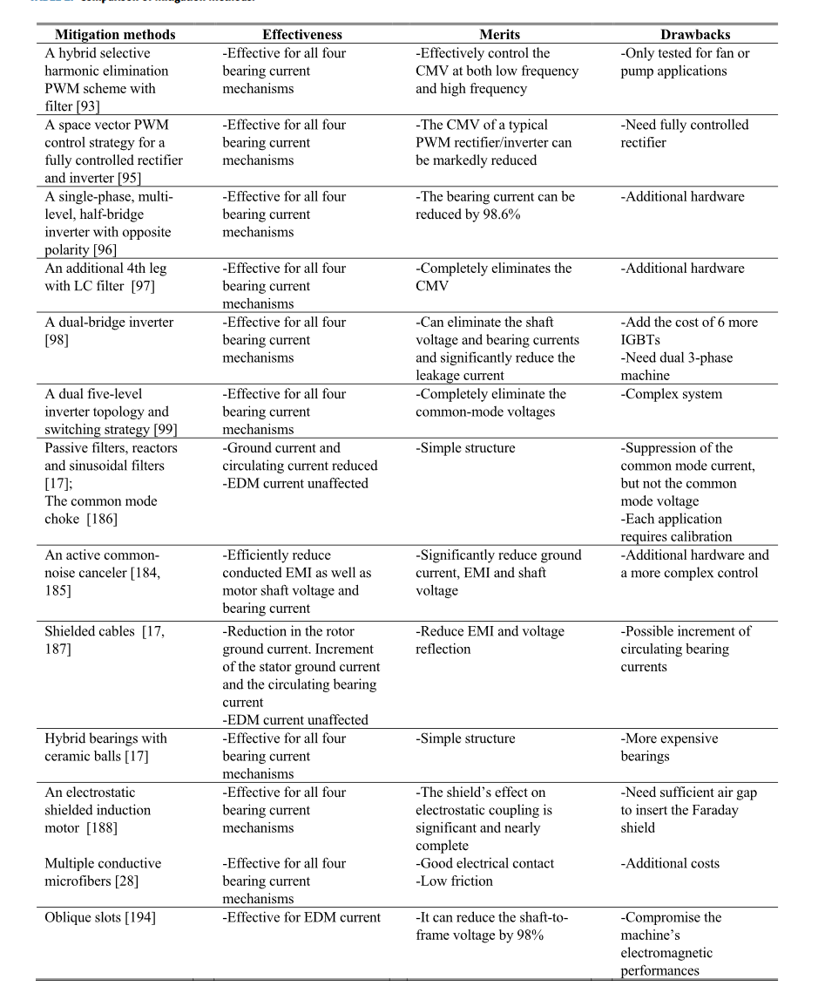 Mitigation methods Effectiveness Merits Drawbacks
A hybrid selective
harmonic elimination
PWM scheme with
filter [93]
-Effective for all four
bearing current
mechanisms
-Effectively control the
CMV at both low frequency
and high frequency
-Only tested for fan or
pump applications
A space vector PWM
control strategy for a
fully controlled rectifier
and inverter [95]
-Effective for all four
bearing current
mechanisms
-The CMV of a typical
PWM rectifier/inverter can
be markedly reduced
-Need fully controlled
rectifier
A single-phase, multi-
level, half-bridge
inverter with opposite
polarity [96]
-Effective for all four
bearing current
mechanisms
-The bearing current can be
reduced by 98.6%
-Additional hardware
An additional 4th leg
with LC filter [97]
-Effective for all four
bearing current
mechanisms
-Completely eliminates the
CMV
-Additional hardware
A dual-bridge inverter
[98]
-Effective for all four
bearing current
mechanisms
-Can eliminate the shaft
voltage and bearing currents
and significantly reduce the
leakage current
-Add the cost of 6 more
IGBTs
-Need dual 3-phase
machine
A dual five-level
inverter topology and
switching strategy [99]
-Effective for all four
bearing current
mechanisms
-Completely eliminate the
common-mode voltages
-Complex system
Passive filters, reactors
and sinusoidal filters
[17];
The common mode
choke [186]
-Ground current and
circulating current reduced
-EDM current unaffected
-Simple structure
-Suppression of the
common mode current,
but not the common
mode voltage
-Each application
requires calibration
An active common-
noise canceler [184,
185]
-Efficiently reduce
conducted EMI as well as
motor shaft voltage and
bearing current
-Significantly reduce ground
current, EMI and shaft
voltage
-Additional hardware and
a more complex control
Shielded cables [17,
187]
-Reduction in the rotor
ground current. Increment
of the stator ground current
and the circulating bearing
current
-EDM current unaffected
-Reduce EMI and voltage
reflection
-Possible increment of
circulating bearing
currents
Hybrid bearings with
ceramic balls [17]
-Effective for all four
bearing current
mechanisms
-Simple structure
-More expensive
bearings
An electrostatic
shielded induction
motor [188]
-Effective for all four
bearing current
mechanisms
-The shield's effect on
electrostatic coupling is
significant and nearly
complete
-Need sufficient air gap
to insert the Faraday
shield
Multiple conductive
microfibers [28]
-Effective for all four
bearing current
mechanisms
-Good electrical contact
-Low friction
-Additional costs
Oblique slots [194]
-Effective for EDM current
-It can reduce the shaft-to-
frame voltage by 98%
-Compromise the
machine's
electromagnetic
performances